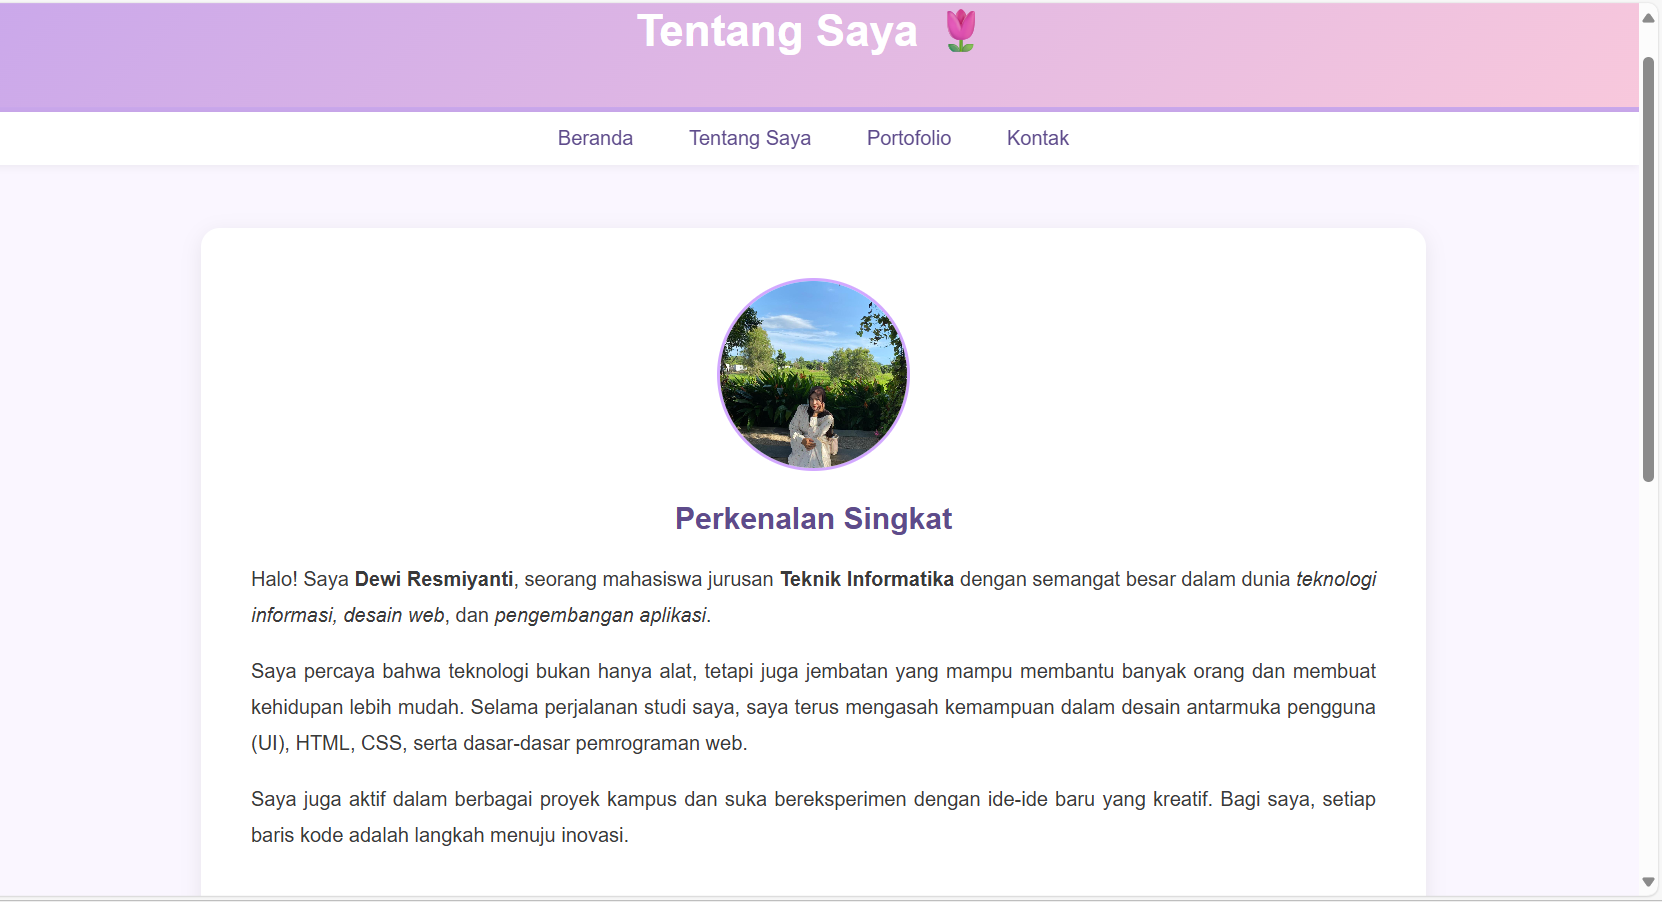 Tentang Saya 🌷
Beranda Tentang Saya Portofolio Kontak
Perkenalan Singkat
Halo! Saya Dewi Resmiyanti, seorang mahasiswa jurusan Teknik Informatika dengan semangat besar dalam dunia teknologi
informasi, desain web, dan pengembangan aplikasi.
Saya percaya bahwa teknologi bukan hanya alat, tetapi juga jembatan yang mampu membantu banyak orang dan membuat
kehidupan lebih mudah. Selama perjalanan studi saya, saya terus mengasah kemampuan dalam desain antarmuka pengguna
(UI), HTML, CSS, serta dasar-dasar pemrograman web.
Saya juga aktif dalam berbagai proyek kampus dan suka bereksperimen dengan ide-ide baru yang kreatif. Bagi saya, setiap
baris kode adalah langkah menuju inovasi.